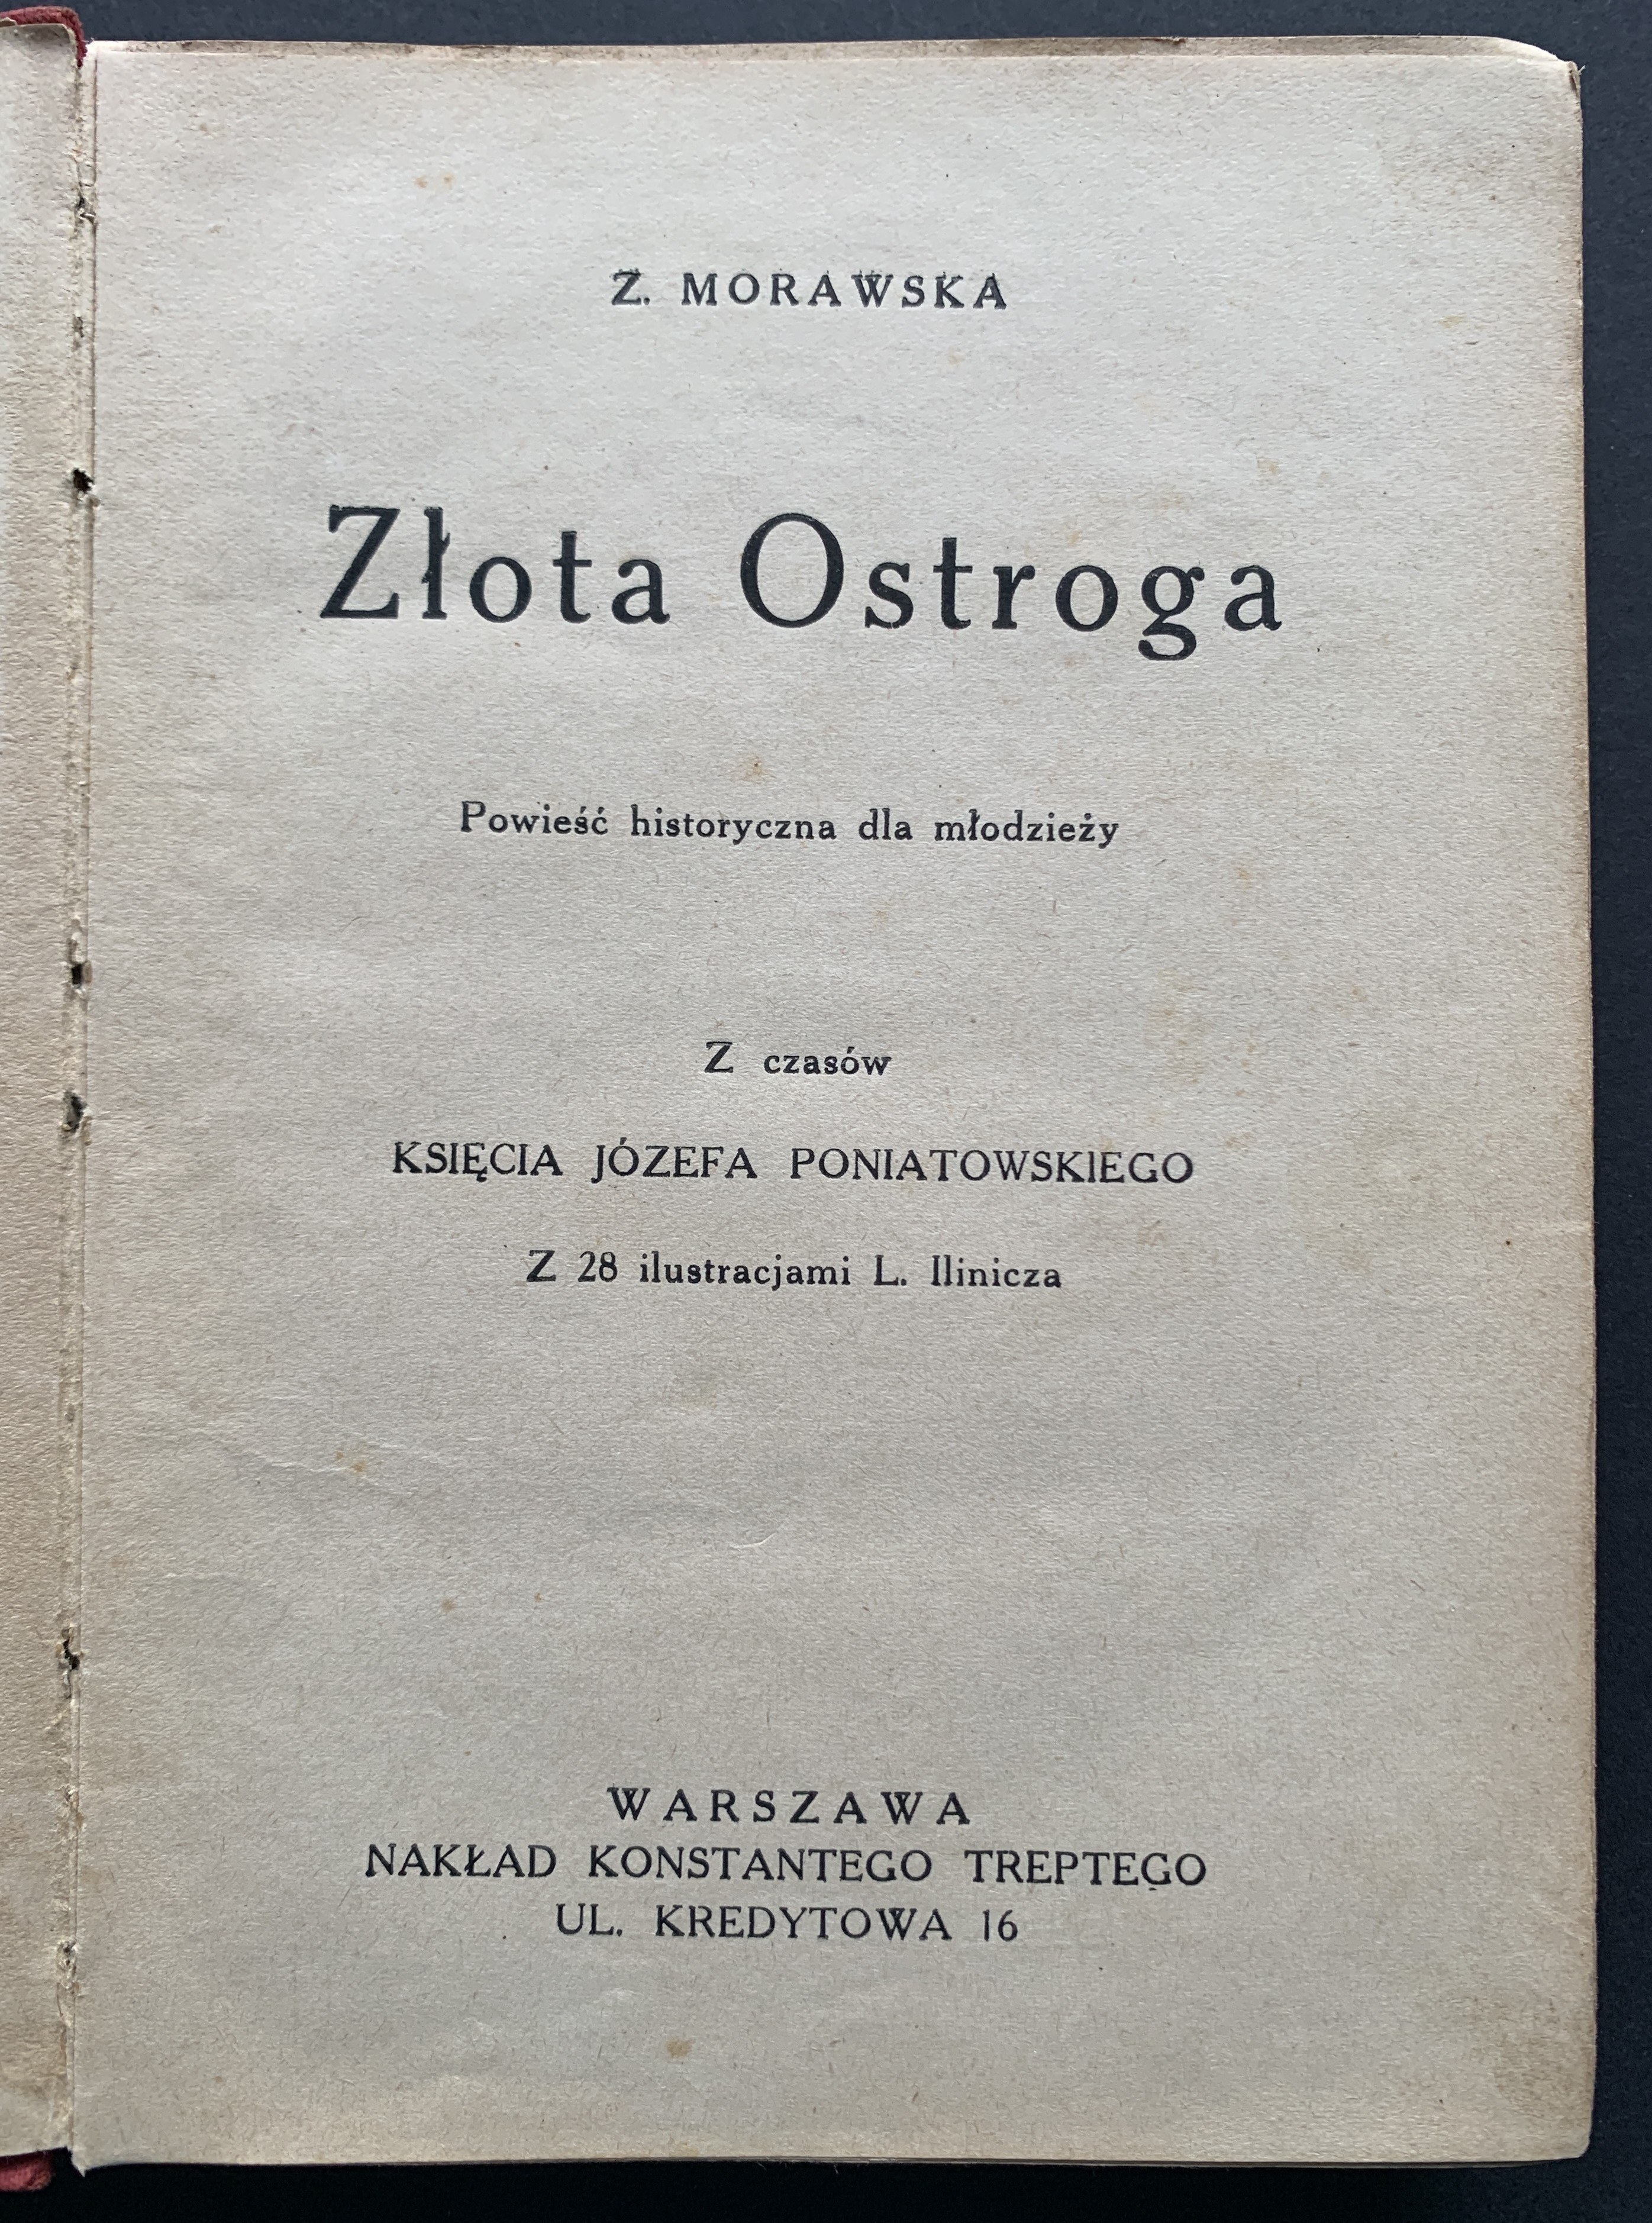 Z. MORAWSKA
Złota Ostroga
Powieść historyczna dla młodzieży
Z czasów
KSIĘCIA JÓZEFA PONIATOWSKIEGO
Z 28 ilustracjami L. Ilinicza
WARSZAWA
NAKŁAD KONSTANTEGO TREPTEGO
UL. KREDYTOWA 16